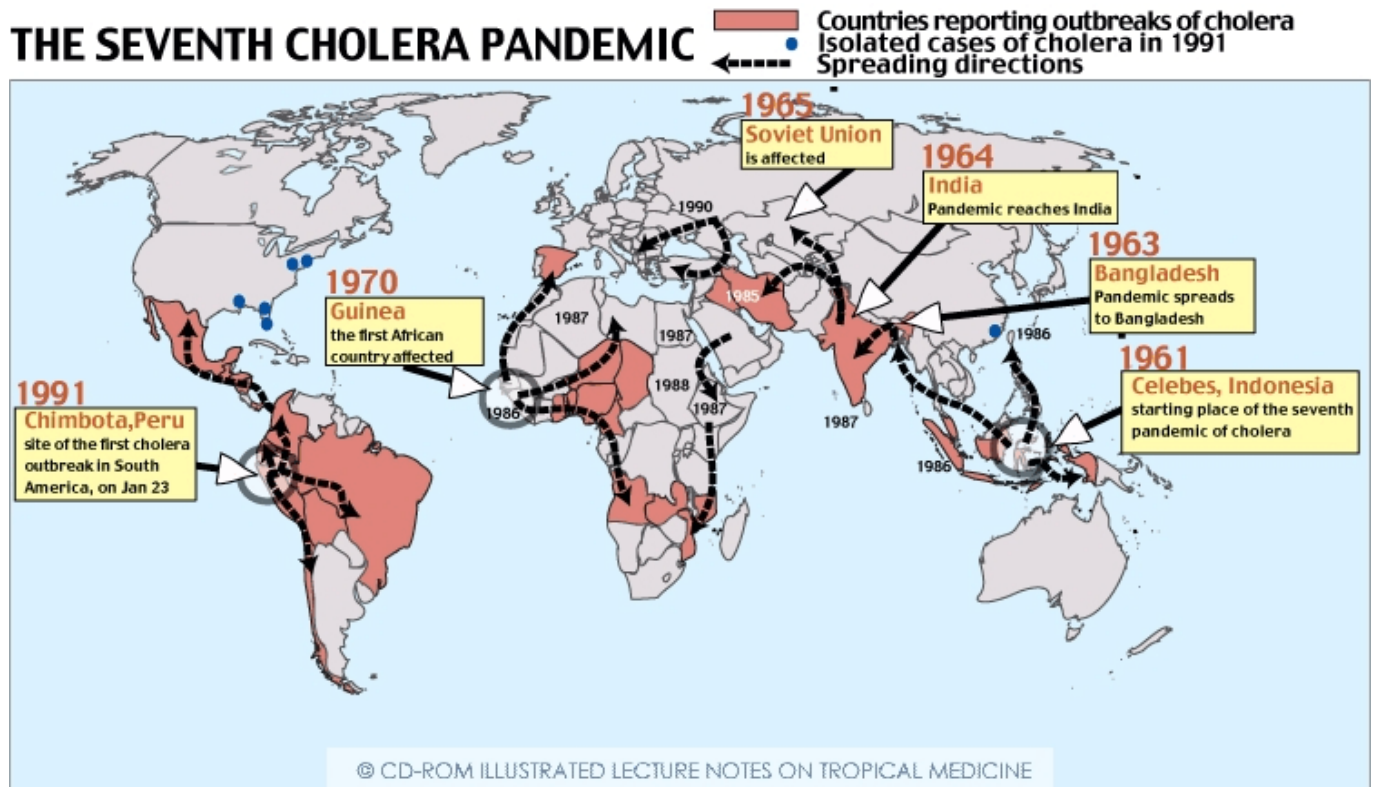 THE SEVENTH CHOLERA PANDEMIC
Countries reporting outbreaks of cholera
Isolated cases of cholera in 1991
Spreading directions
1965
Soviet Union
is affected
1964
India
Pandemic reaches India
1990
1963
Bangladesh
Pandemic spreads
to Bangladesh
1970
Guinea
the first African
country affected
1985
1987
1987
1986
1961
Celebes, Indonesia
starting place of the seventh
pandemic of cholera
1991
Chimbota,Peru
site of the first cholera
outbreak in South
America, on Jan 23
1986
1988
1987
1987
1986
© CD-ROM ILLUSTRATED LECTURE NOTES ON TROPICAL MEDICINE